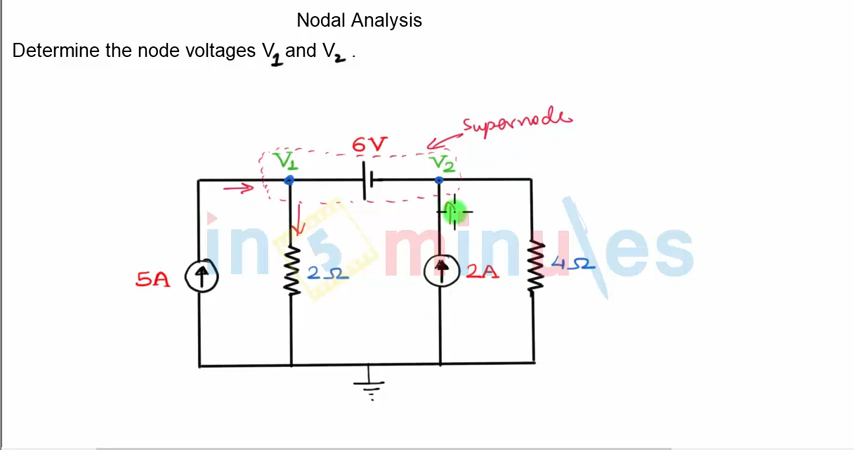 Nodal Analysis
Determine the node voltages V1 and V2 .
Supernode
6V
V1
V2
in 5 minutes
5A
2Ω
2A
4Ω